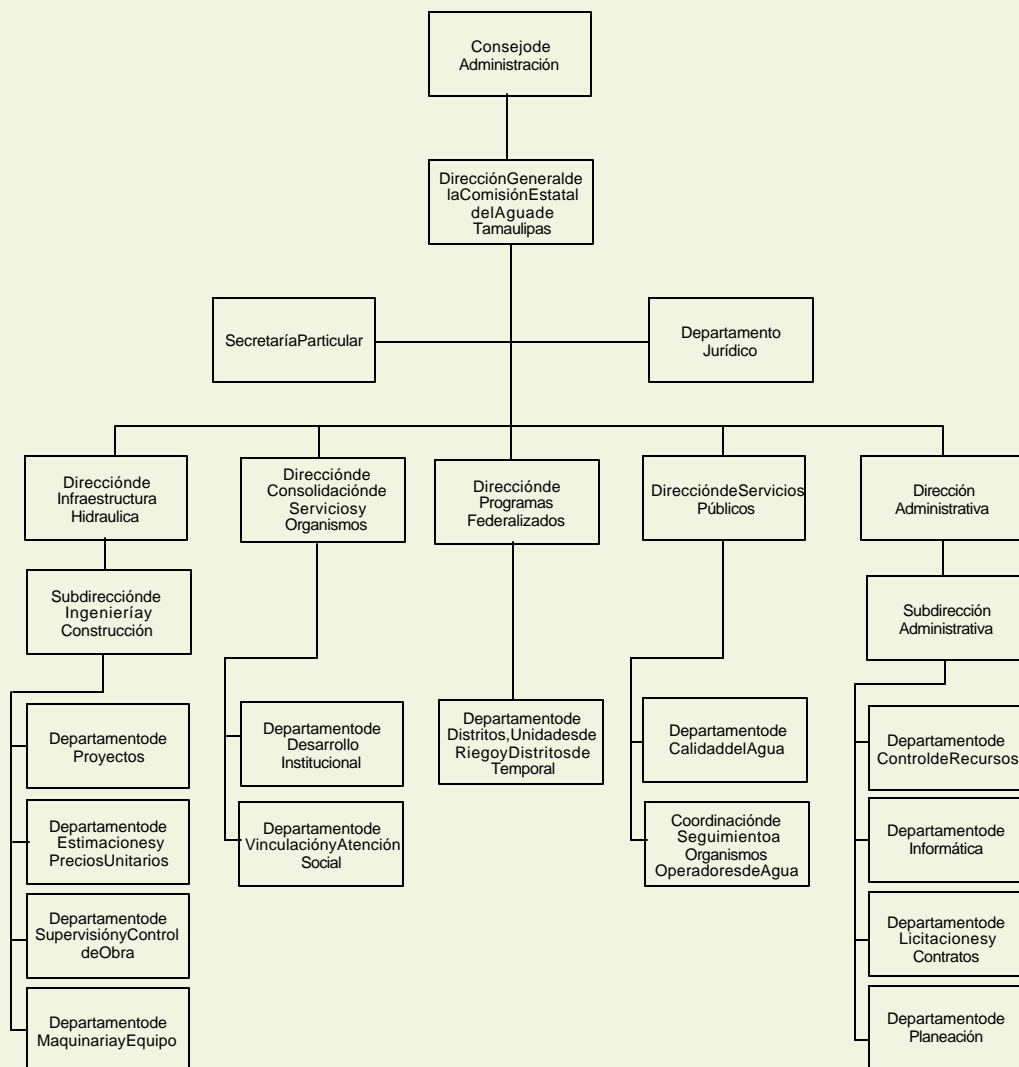 Consejode
Administración
DirecciónGeneralde
laComisiónEstatal
delAguade
Tamaulipas
SecretaríaParticular
Departamento
Jurídico
Direcciónde
Infraestructura
Hidraulica
Direcciónde
Consolidaciónde
Serviciosy
Organismos
Direcciónde
Programas
Federalizados
DireccióndeServicios
Públicos
Dirección
Administrativa
Subdirecciónde
Ingenieríay
Construcción
Subdirección
Administrativa
Departamentode
Proyectos
Departamentode
Desarrollo
Institucional
Departamentode
Distritos,Unidadesde
RiegoyDistritosde
Temporal
Departamentode
CalidaddelAgua
Departamentode
ControldeRecursos
Departamentode
Estimacionesy
PreciosUnitarios
Departamentode
VinculaciónyAtención
Social
Coordinaciónde
Seguimientoa
Organismos
OperadoresdeAgua
Departamentode
Informática
Departamentode
SupervisiónyControl
deObra
Departamentode
Licitacionesy
Contratos
Departamentode
MaquinariayEquipo
Departamentode
Planeación